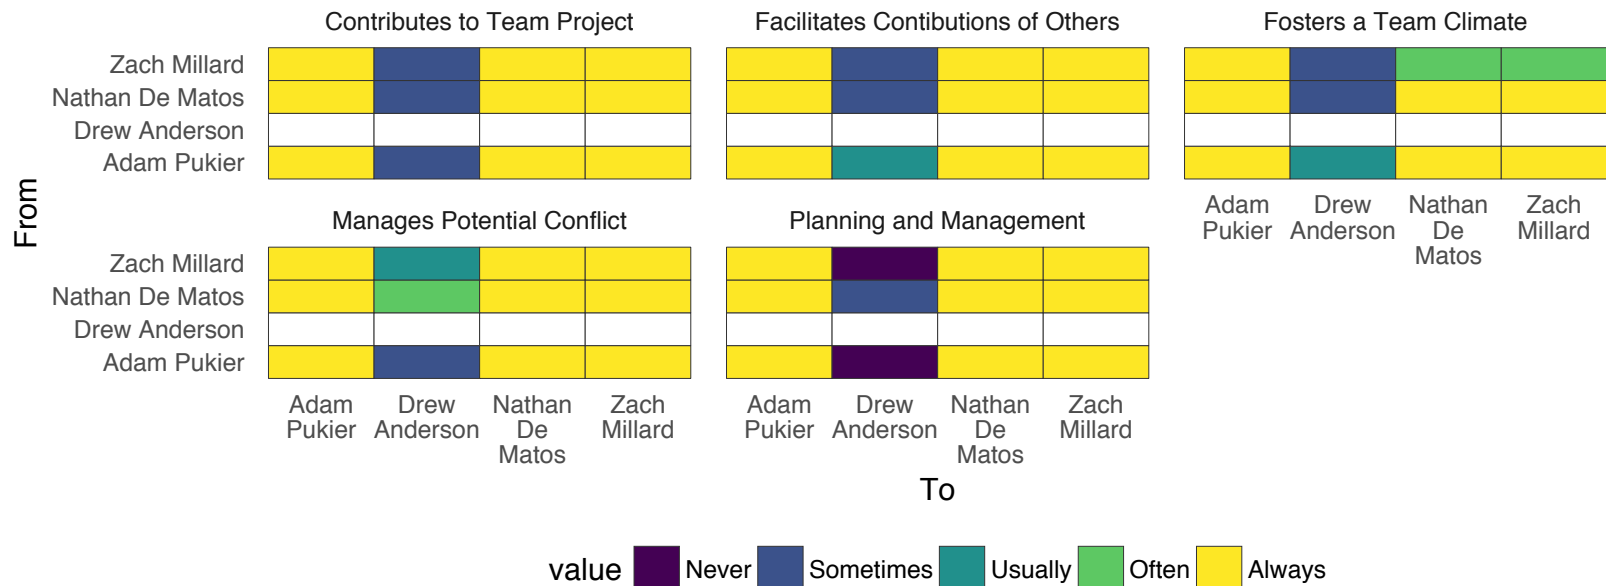 Contributes to Team Project
Facilitates Contibutions of Others
Fosters a Team Climate
Zach Millard
Nathan De Matos
Drew Anderson
Adam Pukier
Adam
Pukier
Drew
Anderson
Nathan
De
Matos
Zach
Millard
From
Manages Potential Conflict
Planning and Management
Zach Millard
Nathan De Matos
Drew Anderson
Adam Pukier
Adam
Pukier
Drew
Anderson
Nathan
De
Matos
Zach
Millard
Adam
Pukier
Drew
Anderson
Nathan
De
Matos
Zach
Millard
To
value Never Sometimes Usually Often Always